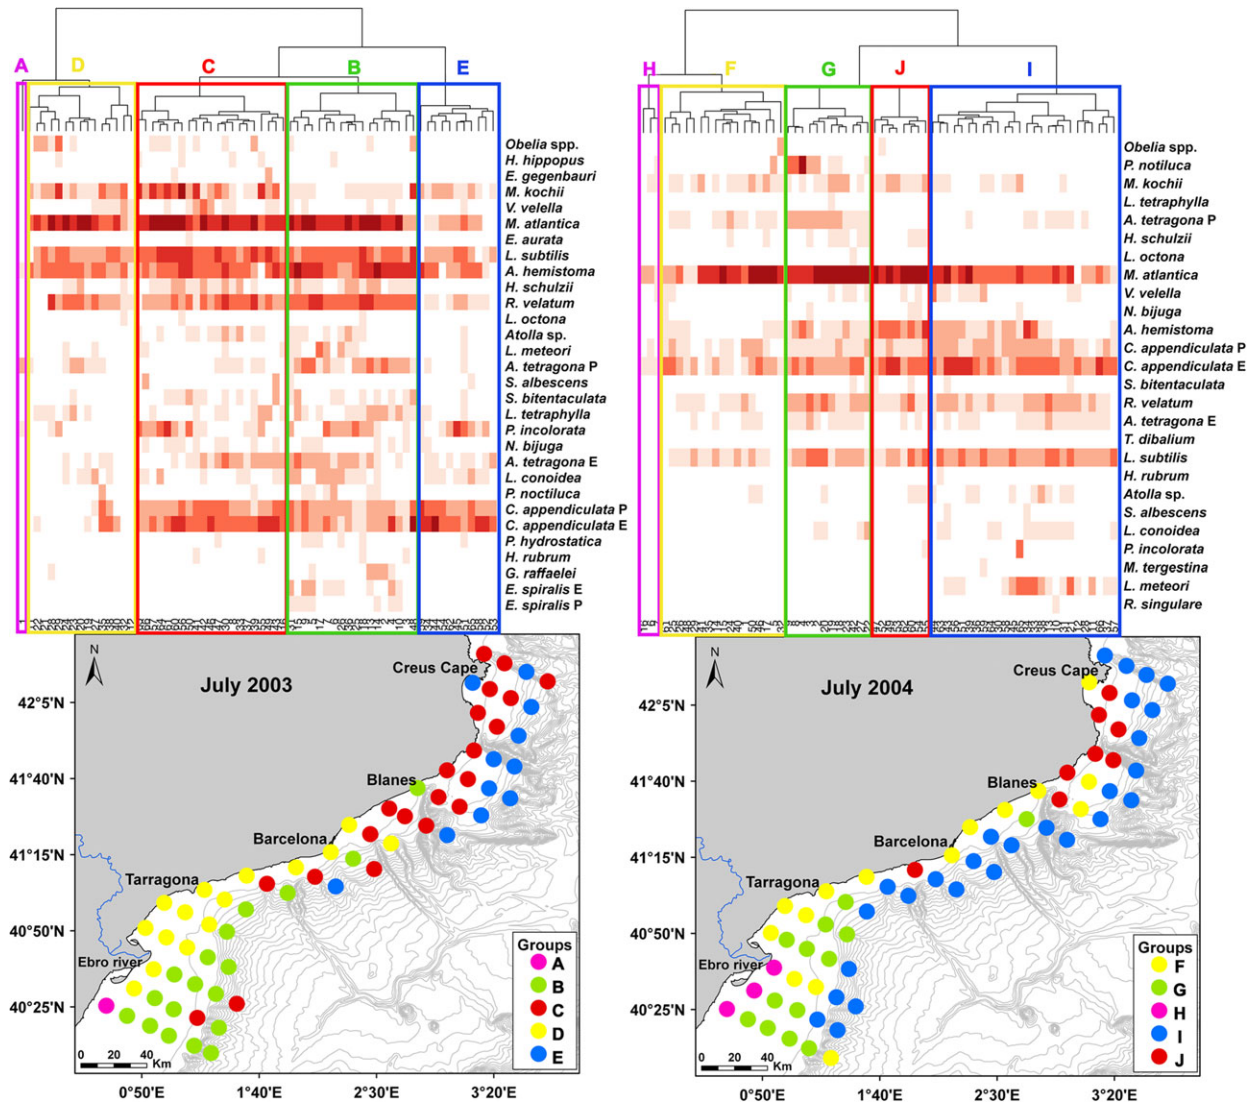 A
D
C
B
E
Obelia spp.
H. hippopus
E. gegenbauri
M. kochii
V. velella
M. atlantica
E. aurata
L. subtilis
A. hemistoma
H. schulzii
R. velatum
L. octona
Atolla sp.
L. meteori
A. tetragona P
S. albescens
S. bitentaculata
L. tetraphylla
P. incolorata
N. bijuga
A. tetragona E
L. conoidea
P. noctiluca
C. appendiculata P
C. appendiculata E
P. hydrostatica
H. rubrum
G. raffaelei
E. spiralis E
E. spiralis P
H
F
G
J
I
Obelia spp.
P. notiluca
M. kochii
L. tetraphylla
A. tetragona P
H. schulzii
L. octona
M. atlantica
V. velella
N. bijuga
A. hemistoma
C. appendiculata P
C. appendiculata E
S. bitentaculata
R. velatum
A. tetragona E
T. dibalium
L. subtilis
H. rubrum
Atolla sp.
S. albescens
L. conoidea
P. incolorata
M. tergestina
L. meteori
R. singulare
N
July 2003
Creus Cape
Blanes
Barcelona
Tarragona
Ebro river
42°5'N
41°40'N
41°15'N
40°50'N
40°25'N
0 20 40
Km
0°50'E
1°40'E
2°30'E
3°20'E
Groups
A
B
C
D
E
N
July 2004
Creus Cape
Blanes
Barcelona
Tarragona
Ebro river
42°5'N
41°40'N
41°15'N
40°50'N
40°25'N
0 20 40
Km
0°50'E
1°40'E
2°30'E
3°20'E
Groups
F
G
H
I
J